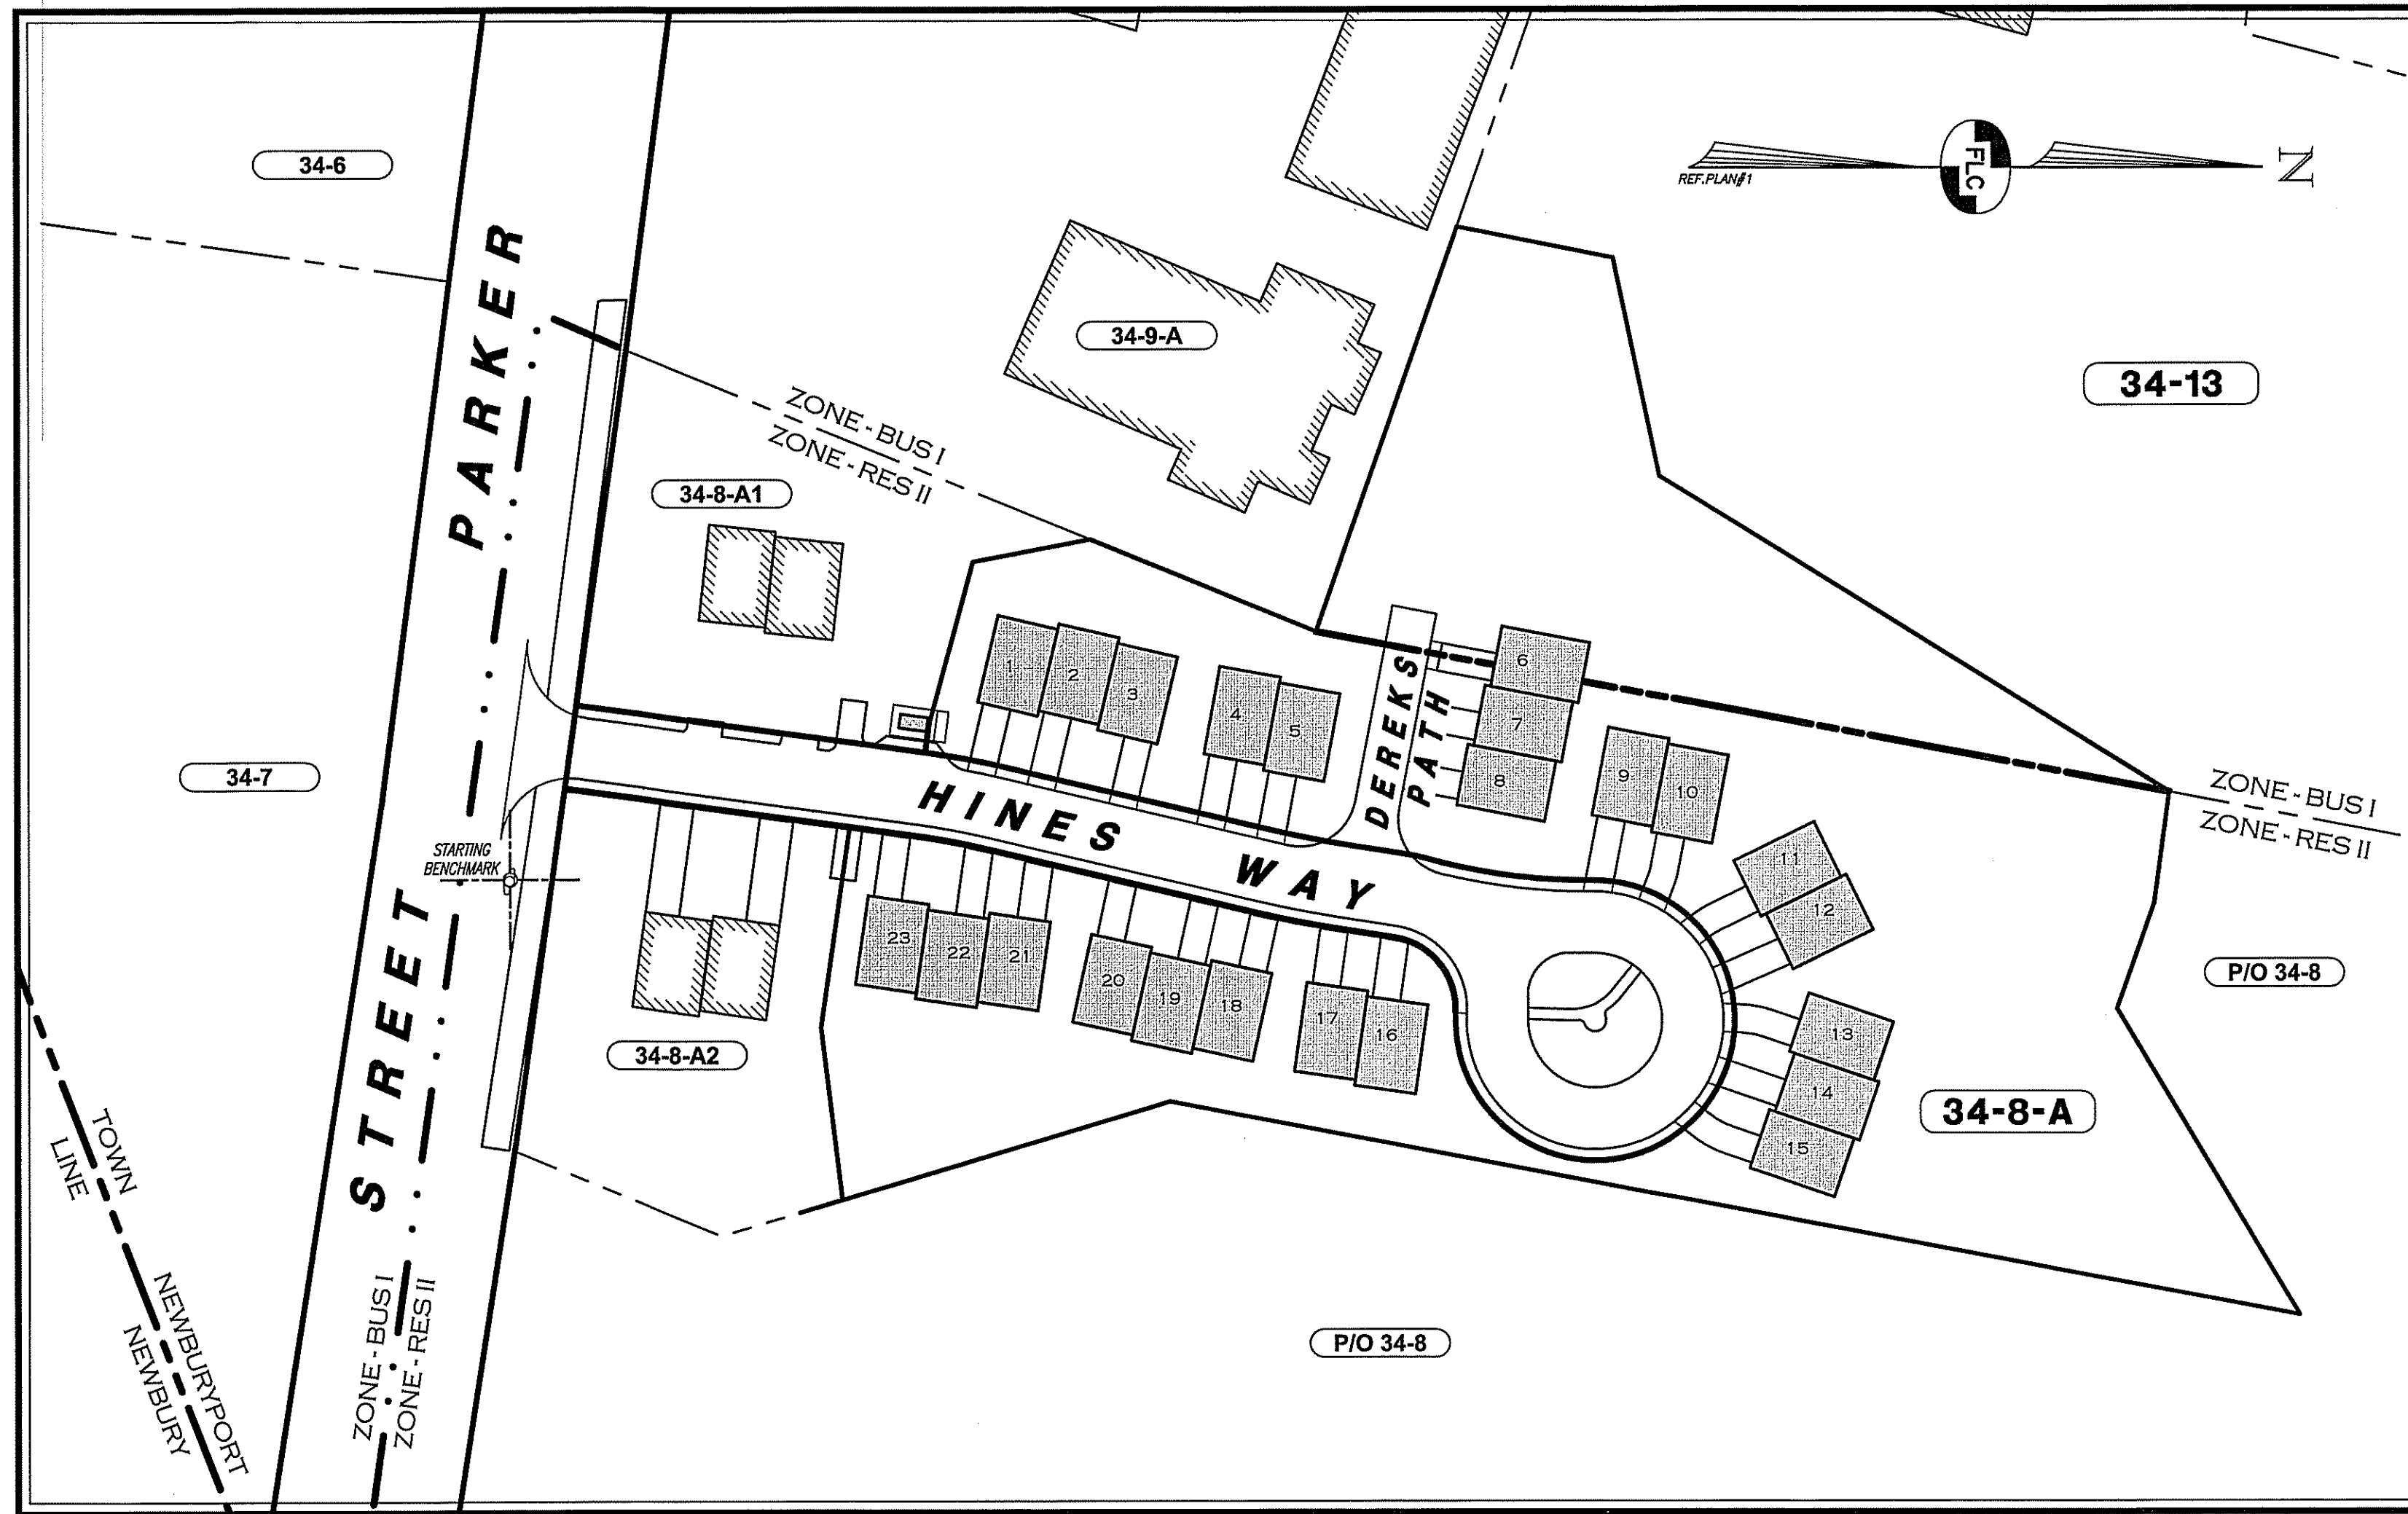 34-6
REF.PLAN#1
FLC
N
PARKER
STREET
34-9-A
34-13
ZONE-BUS I
ZONE-RES II
34-8-A1
1
2
3
4
5
DEREKS
PATH
6
7
8
9
10
34-7
HINES WAY
ZONE-BUS I
ZONE-RES II
STARTING
BENCHMARK
11
12
23
22
21
20
19
18
17
16
13
14
15
P/O 34-8
34-8-A2
34-8-A
TOWN
LINE
NEWBURYPORT
NEWBURY
ZONE-BUS I
ZONE-RES II
P/O 34-8